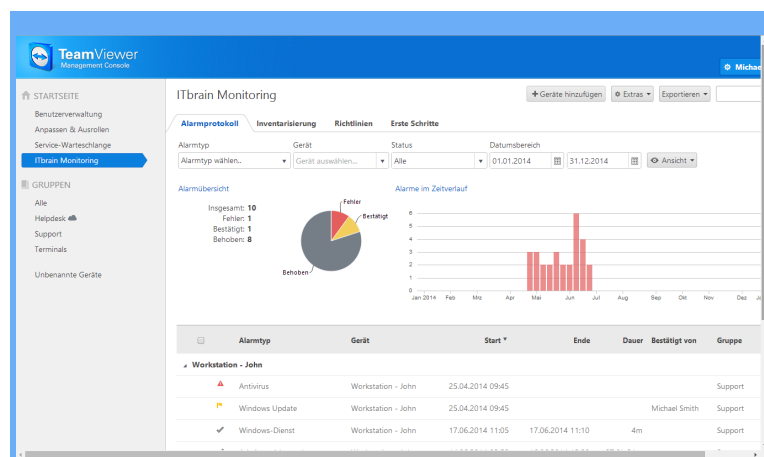 TeamViewer
Management Console
Michae
STARTSEITE
Benutzerverwaltung
Anpassen & Ausrollen
Service-Warteschlange
ITbrain Monitoring
GRUPPEN
Alle
Helpdesk
Support
Terminals
Unbenannte Geräte
ITbrain Monitoring
Geräte hinzufügen Extras Exportieren
Alarmprotokoll Inventarisierung Richtlinien Erste Schritte
Alarmtyp Gerät Status Datumsbereich
Alarmtyp wählen.. Gerät auswählen... Alle 01.01.2014 31.12.2014 Ansicht
Alarmübersicht
Insgesamt: 10
Fehler: 1
Bestätigt: 1
Behoben: 8
Fehler
Bestätigt
Behoben
Alarme im Zeitverlauf
6
5
4
3
2
1
0
Jan 2014 Feb Mrz Apr Mai Jun Jul Aug Sep Okt Nov Dez
Alarmtyp Gerät Start Ende Dauer Bestätigt von Gruppe
Workstation - John
Antivirus Workstation - John 25.04.2014 09:45 Support
Windows Update Workstation - John 25.04.2014 09:45 Michael Smith Support
Windows-Dienst Workstation - John 17.06.2014 11:05 17.06.2014 11:10 4m Support